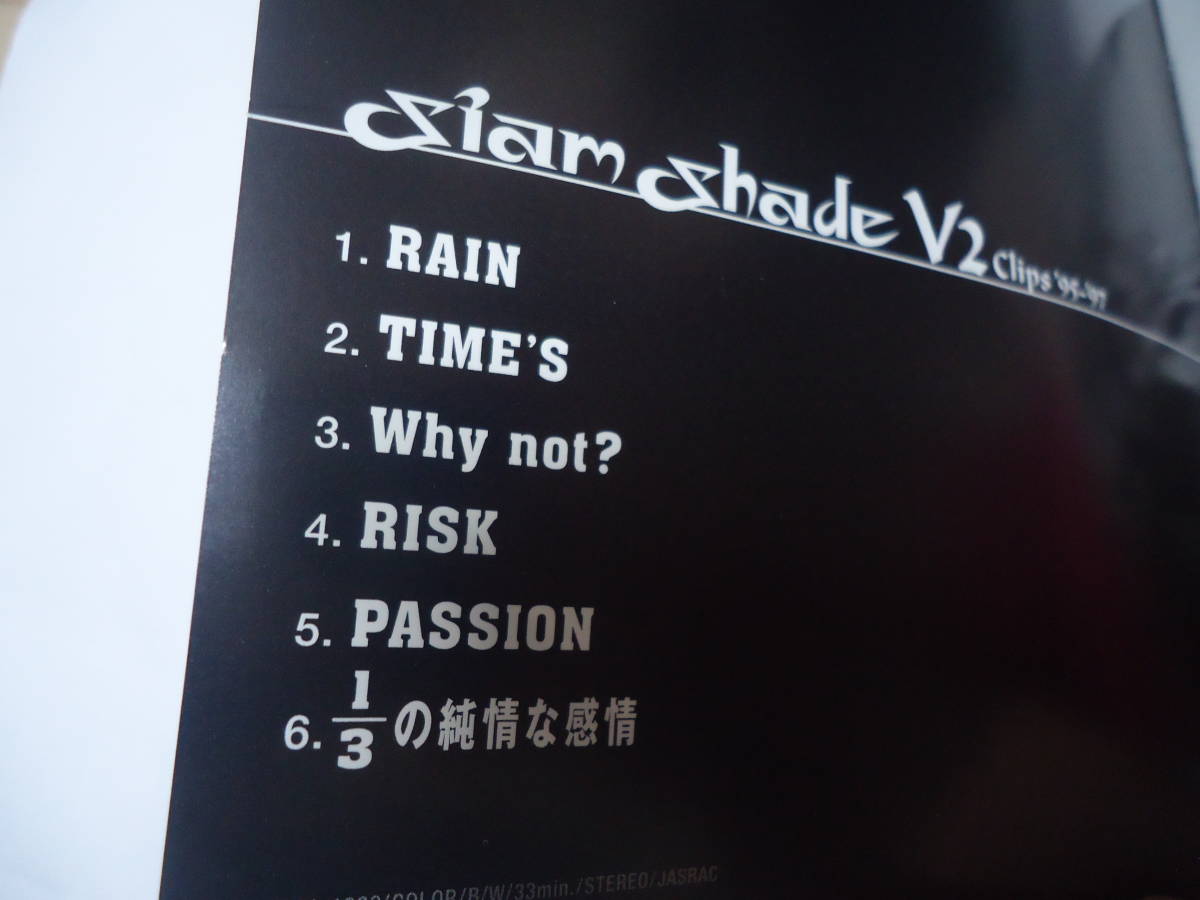 Siam Shade V2 Clips '95-'97
1. RAIN
2. TIME'S
3. Why not?
4. RISK
5. PASSION
6. 1/3の純情な感情
/COLOR/B/W/33min./STEREO/JASRAC